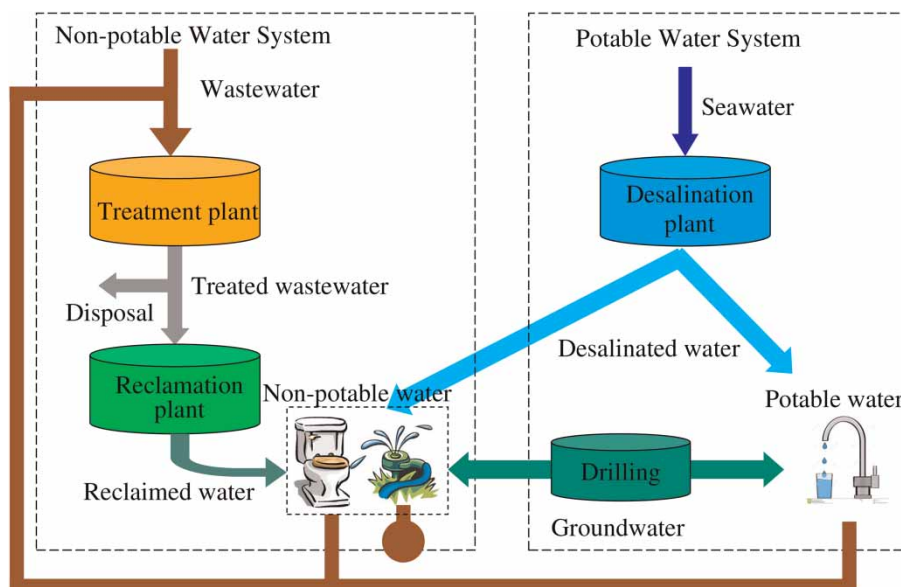 Non-potable Water System
Wastewater
Treatment plant
Treated wastewater
Disposal
Reclamation
plant
Reclaimed water
Non-potable water
Potable Water System
Seawater
Desalination
plant
Desalinated water
Potable water
Drilling
Groundwater